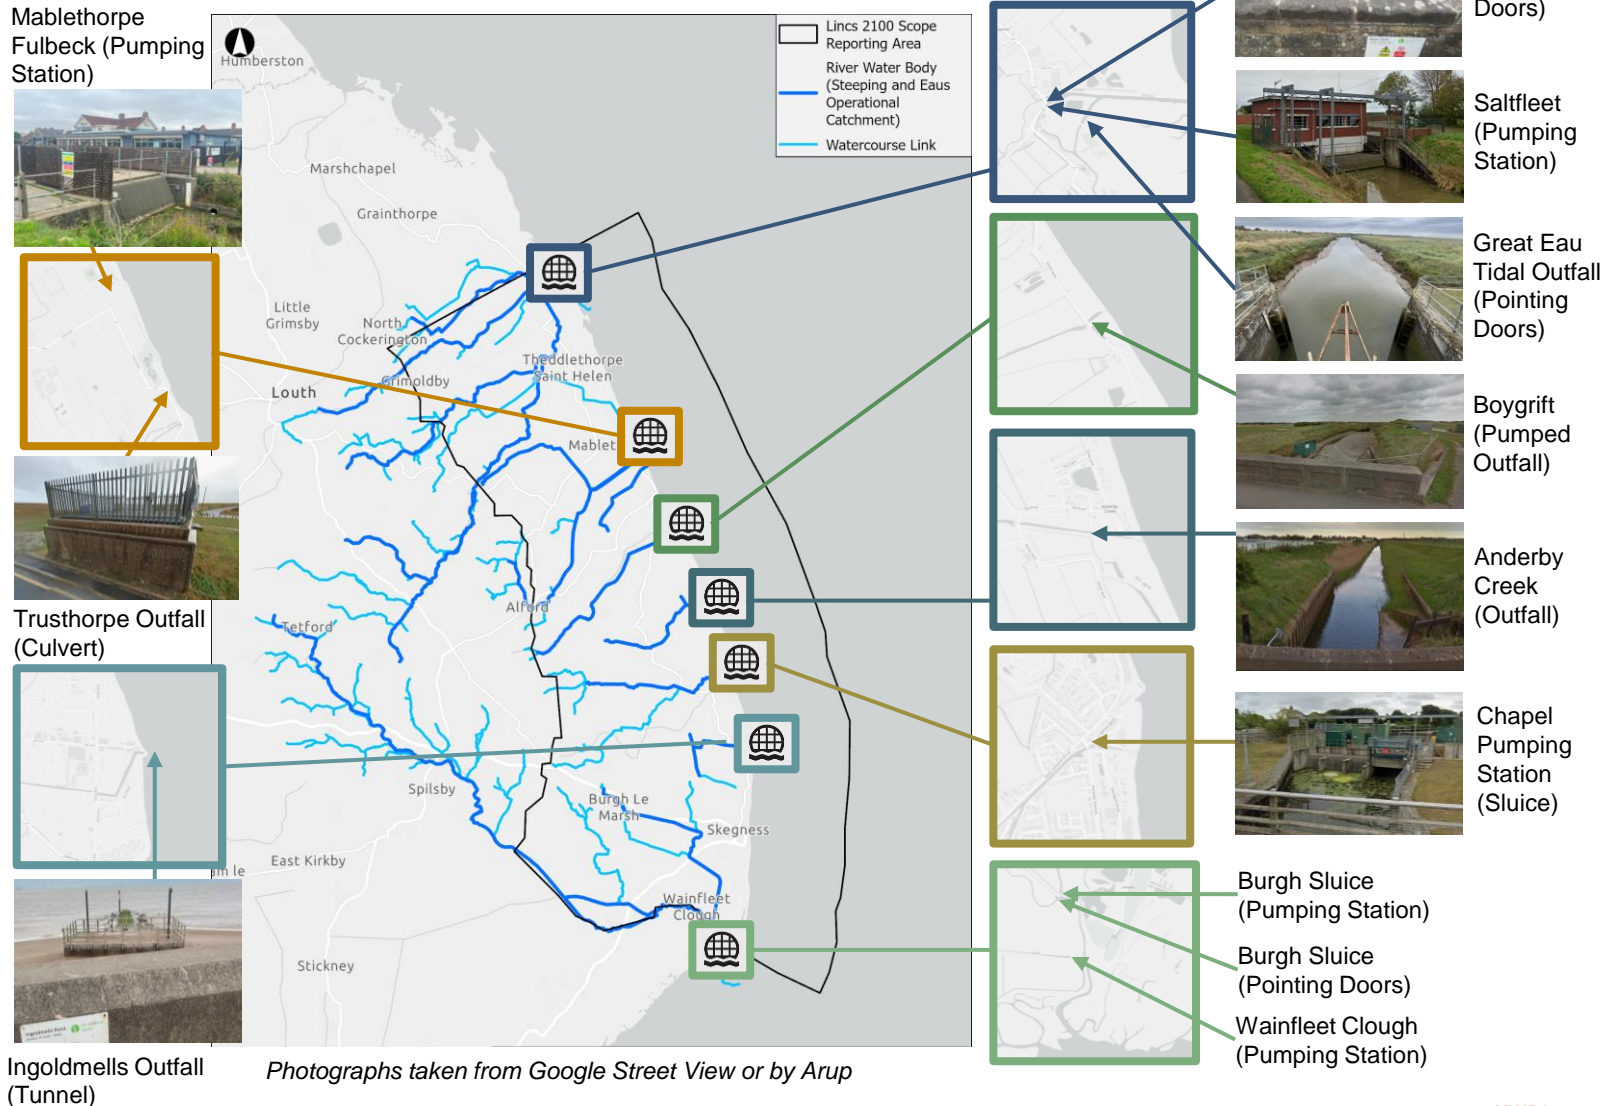 Mablethorpe
Fulbeck (Pumping
Station)
Trusthorpe Outfall
(Culvert)
Ingoldmells Outfall
(Tunnel)
Humberston
Marshchapel
Grainthorpe
Little
Grimsby
North
Cockerington
Grimoldby
Louth
Theddlethorpe
Saint Helen
Mablet
Alford
Tetford
Spilsby
Burgh Le
Marsh
Skegness
East Kirkby
am le
Wainfleet
Clough
Stickney
Lincs 2100 Scope
Reporting Area
River Water Body
(Steeping and Eaus
Operational
Catchment)
Watercourse Link
Photographs taken from Google Street View or by Arup
Doors)
Saltfleet
(Pumping
Station)
Great Eau
Tidal Outfall
(Pointing
Doors)
Boygrift
(Pumped
Outfall)
Anderby
Creek
(Outfall)
Chapel
Pumping
Station
(Sluice)
Burgh Sluice
(Pumping Station)
Burgh Sluice
(Pointing Doors)
Wainfleet Clough
(Pumping Station)